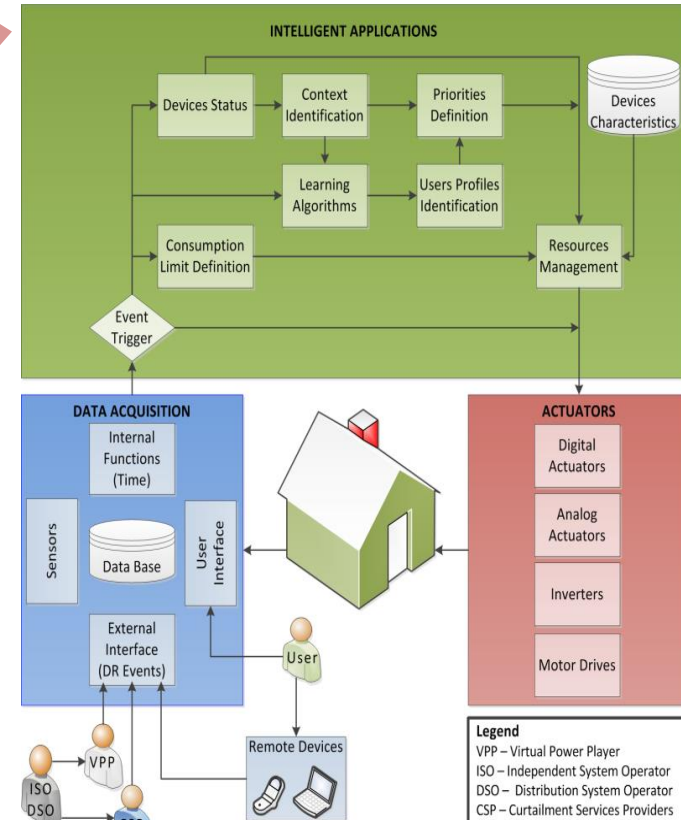 INTELLIGENT APPLICATIONS
Devices Status
Context
Identification
Priorities
Definition
Devices
Characteristics
Learning
Algorithms
Users Profiles
Identification
Consumption
Limit Definition
Resources
Management
Event
Trigger
DATA ACQUISITION
Internal
Functions
(Time)
Sensors
Data Base
User
Interface
External
Interface
(DR Events)
ACTUATORS
Digital
Actuators
Analog
Actuators
Inverters
Motor Drives
User
Remote Devices
VPP
ISO
DSO
Legend
VPP – Virtual Power Player
ISO – Independent System Operator
DSO – Distribution System Operator
CSP – Curtailment Services Providers